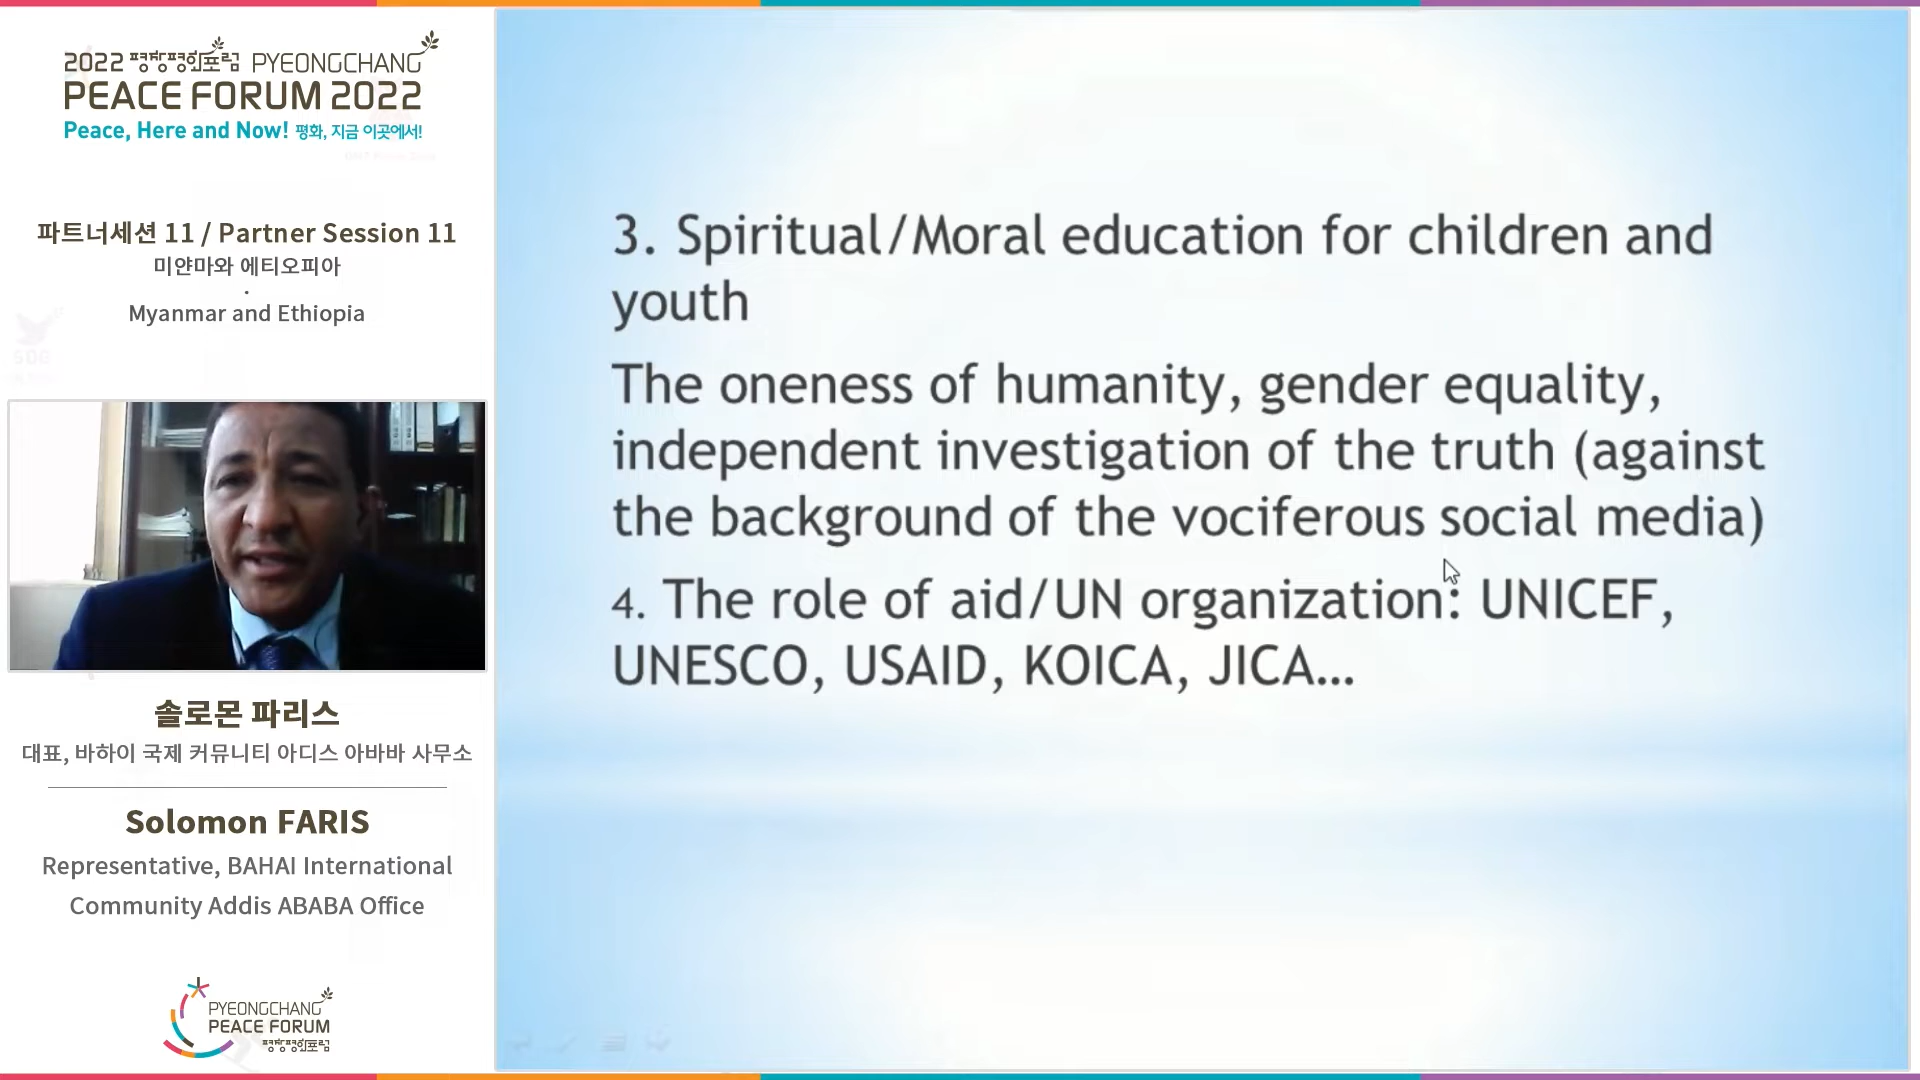 2022 평창평화포럼 PYEONGCHANG
PEACE FORUM 2022
Peace, Here and Now! 평화, 지금 이곳에서!
파트너세션 11 / Partner Session 11
미얀마와 에티오피아
·
Myanmar and Ethiopia
솔로몬 파리스
대표, 바하이 국제 커뮤니티 아디스 아바바 사무소
Solomon FARIS
Representative, BAHAI International
Community Addis ABABA Office
PYEONGCHANG
PEACE FORUM
평창평화포럼
3. Spiritual/Moral education for children and
youth
The oneness of humanity, gender equality,
independent investigation of the truth (against
the background of the vociferous social media)
4. The role of aid/UN organization: UNICEF,
UNESCO, USAID, KOICA, JICA…